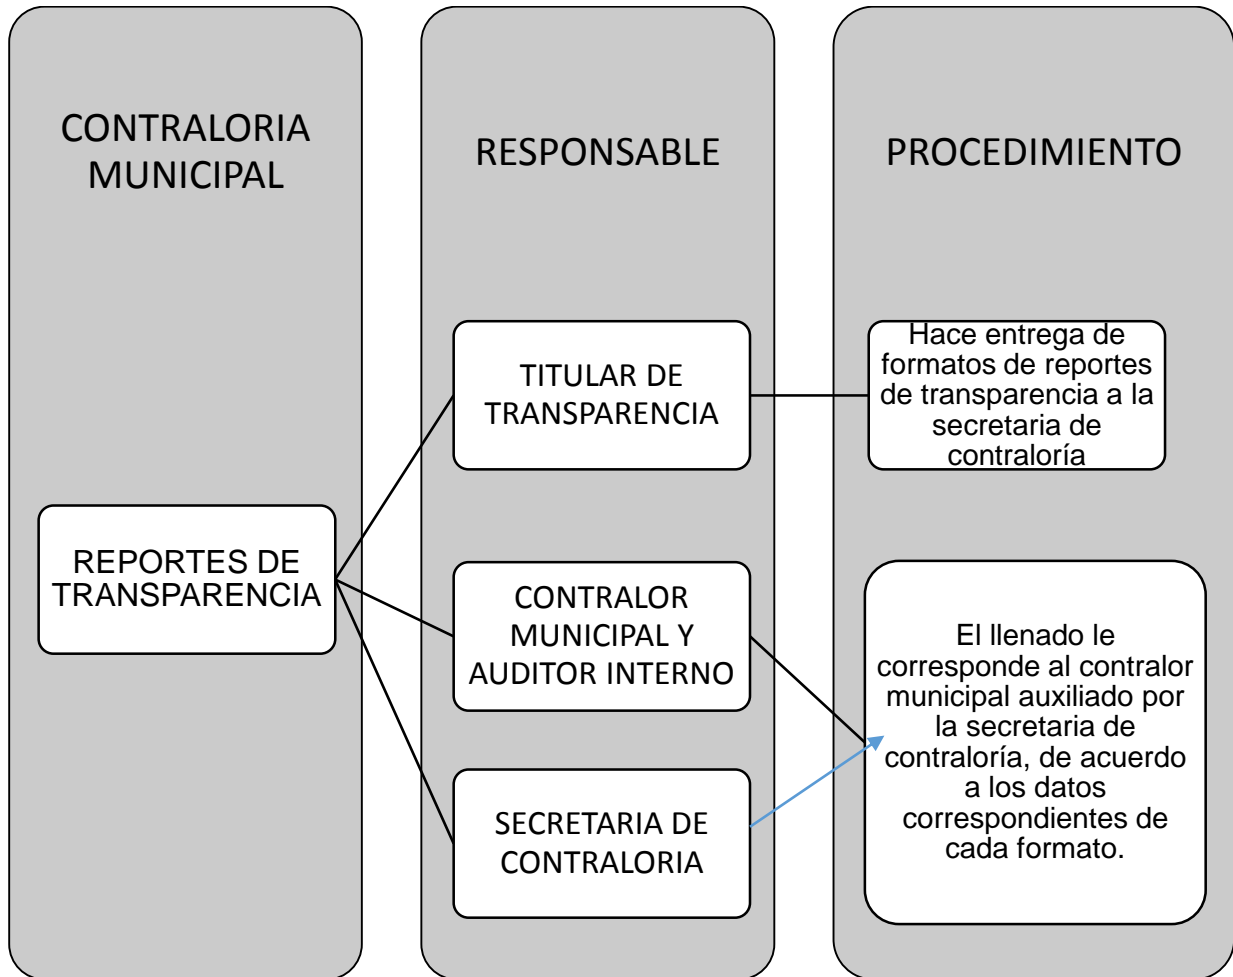 CONTRALORIA
MUNICIPAL
RESPONSABLE
PROCEDIMIENTO
REPORTES DE
TRANSPARENCIA
TITULAR DE
TRANSPARENCIA
CONTRALOR
MUNICIPAL Y
AUDITOR INTERNO
SECRETARIA DE
CONTRALORIA
Hace entrega de
formatos de reportes
de transparencia a la
secretaria de
contraloría
El llenado le
corresponde al contralor
municipal auxiliado por
la secretaria de
contraloría, de acuerdo
a los datos
correspondientes de
cada formato.